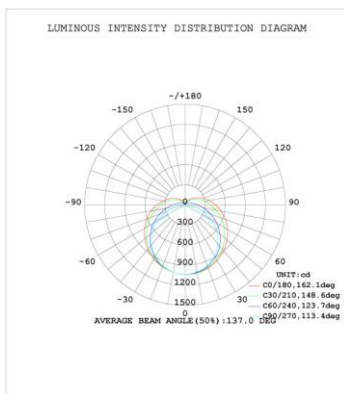 LUMINOUS INTENSITY DISTRIBUTION DIAGRAM
-/+180
-150 150
-120 120
-90 90
-60 60
-30 30
0
0
300
600
900
1200
1500
UNIT:cd
C0/180,162.1deg
C30/210,148.6deg
C60/240,123.7deg
C90/270,113.4deg
AVERAGE BEAM ANGLE(50%):137.0 DEG